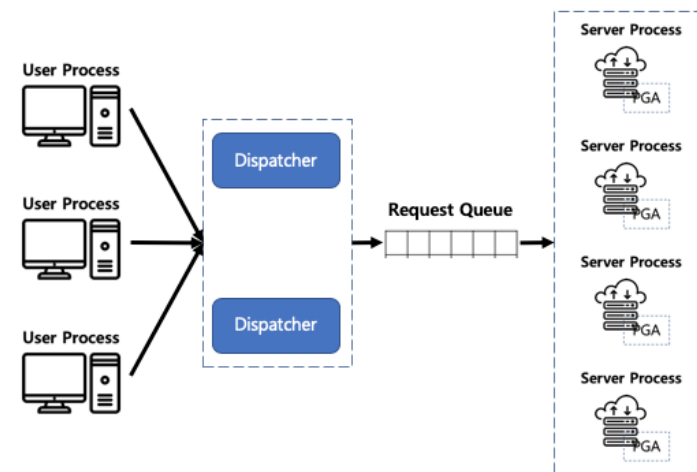 User Process
User Process
User Process
Dispatcher
Dispatcher
Request Queue
Server Process
PGA
Server Process
PGA
Server Process
PGA
Server Process
PGA